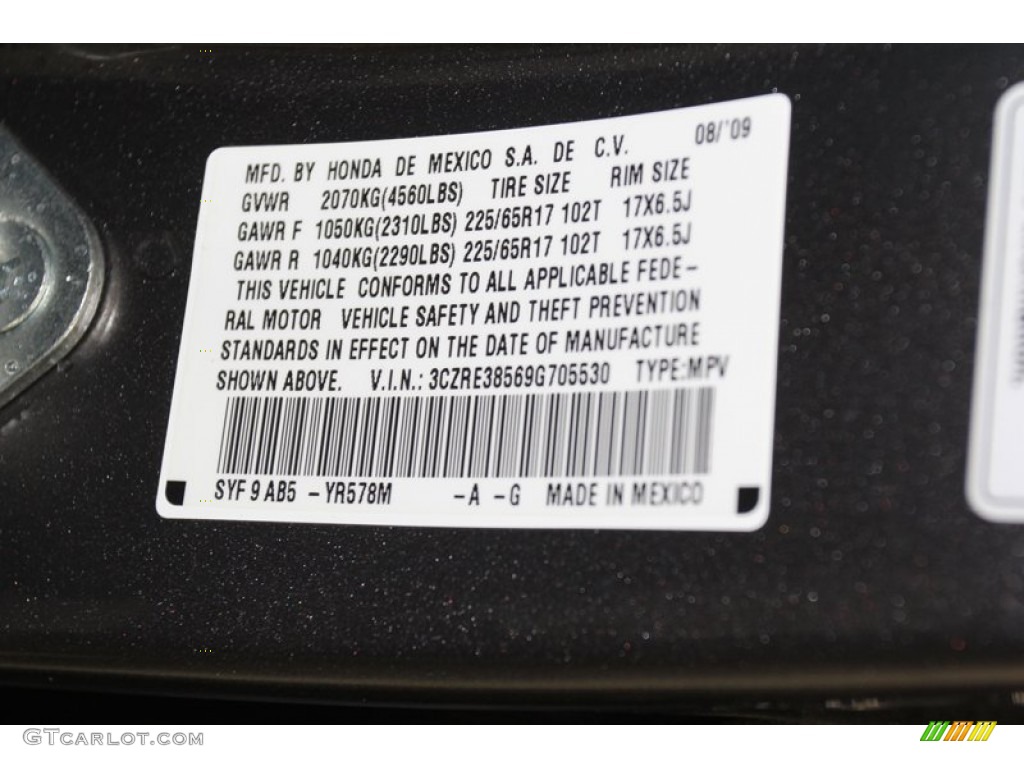 MFD. BY HONDA DE MEXICO S.A. DE C.V. 08/'09
GVWR 2070KG(4560LBS) TIRE SIZE RIM SIZE
GAWR F 1050KG(2310LBS) 225/65R17 102T 17X6.5J
GAWR R 1040KG(2290LBS) 225/65R17 102T 17X6.5J
THIS VEHICLE CONFORMS TO ALL APPLICABLE FEDE-
RAL MOTOR VEHICLE SAFETY AND THEFT PREVENTION
STANDARDS IN EFFECT ON THE DATE OF MANUFACTURE
SHOWN ABOVE. V.I.N.: 3CZRE38569G705530 TYPE:MPV
SYF 9 AB5 -YR578M -A -G MADE IN MEXICO
GTCarLot.com